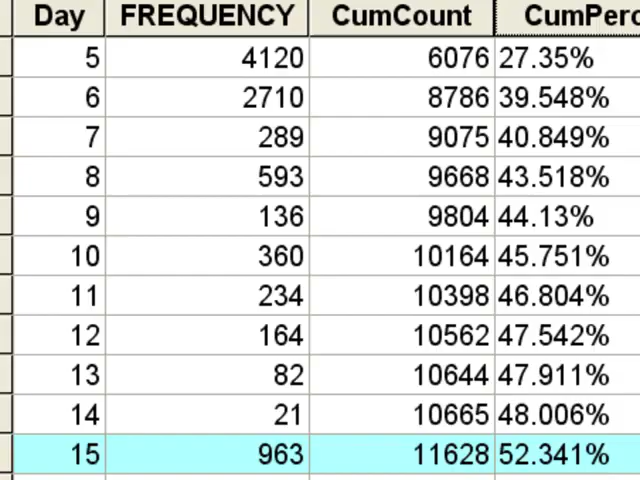 Day FREQUENCY CumCount CumPerc
5 4120 6076 27.35%
6 2710 8786 39.548%
7 289 9075 40.849%
8 593 9668 43.518%
9 136 9804 44.13%
10 360 10164 45.751%
11 234 10398 46.804%
12 164 10562 47.542%
13 82 10644 47.911%
14 21 10665 48.006%
15 963 11628 52.341%